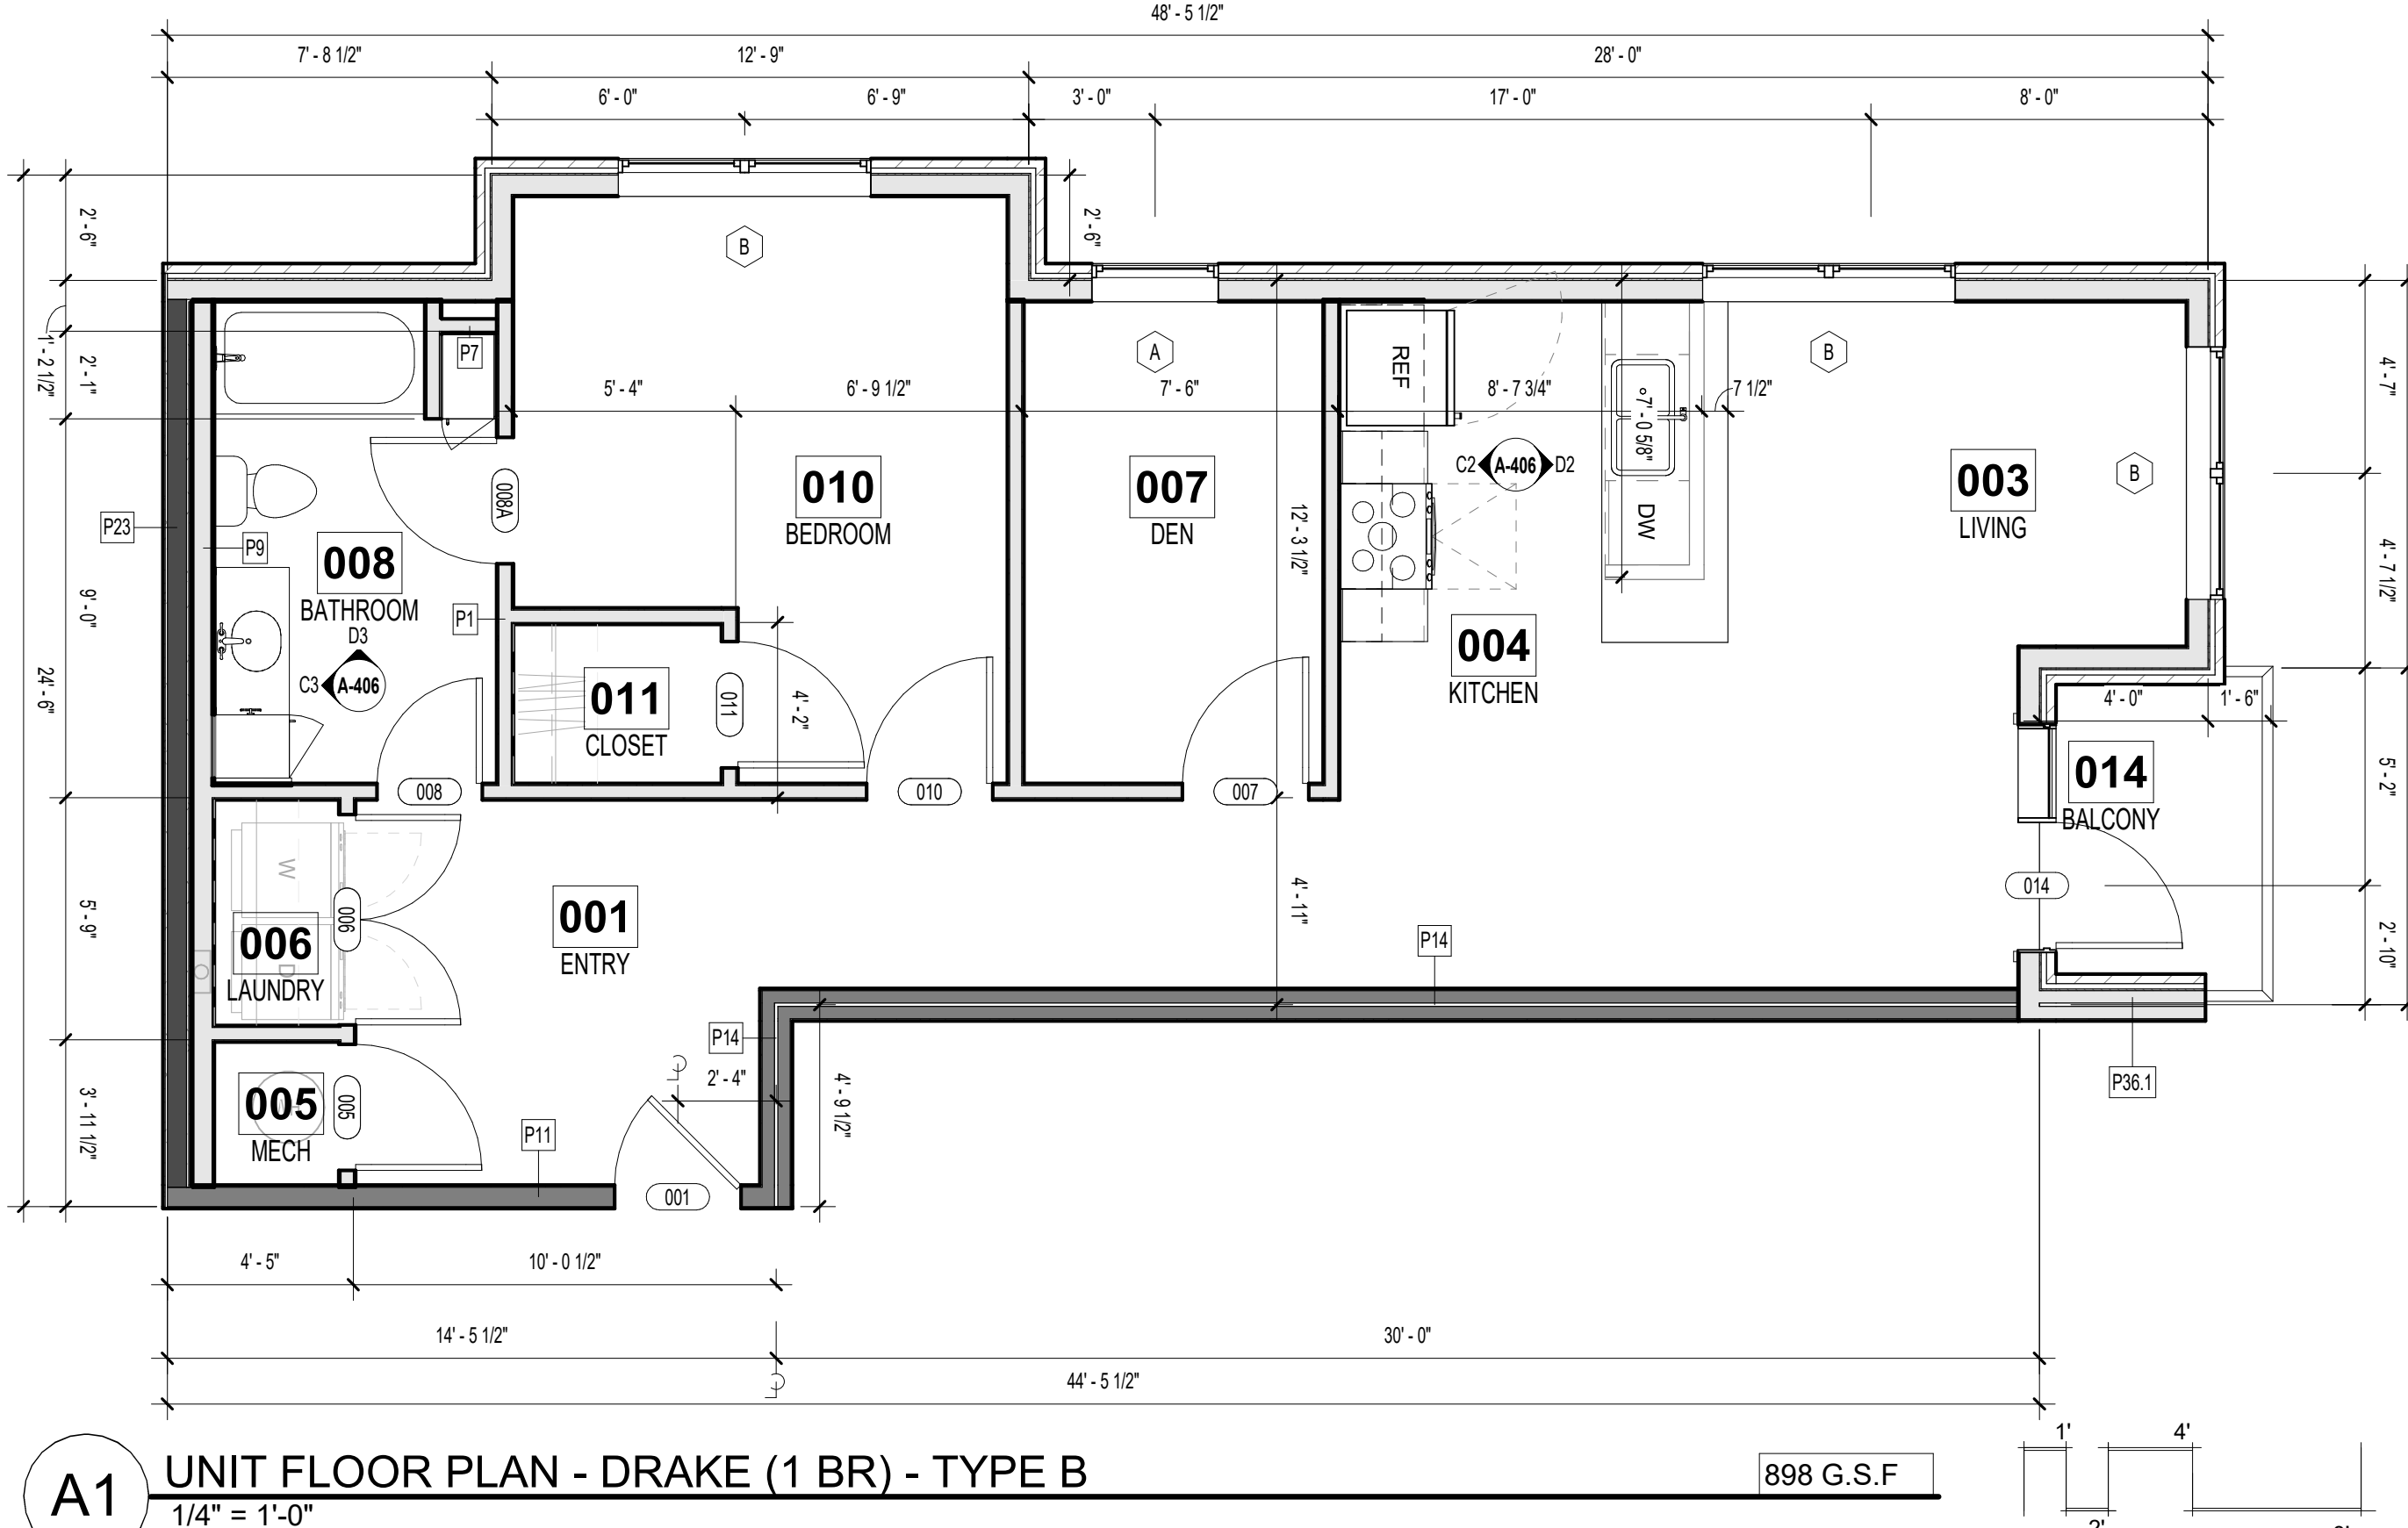 48' - 5 1/2"
7' - 8 1/2"
12' - 9"
28' - 0"
6' - 0"
6' - 9"
3' - 0"
17' - 0"
8' - 0"
2' - 6"
2' - 6"
B
1' - 2 1/2"
2' - 1"
P7
A
B
REF
4' - 7"
5' - 4"
6' - 9 1/2"
7' - 6"
8' - 7 3/4"
7 1/2"
7' - 0 5/8"
C2
A-406
D2
B
008A
010
BEDROOM
007
DEN
003
LIVING
P23
P9
12' - 3 1/2"
DW
4' - 7 1/2"
008
BATHROOM
9' - 0"
P1
D3
C3
A-406
004
KITCHEN
24' - 6"
011
CLOSET
011
4' - 2"
4' - 0"
1' - 6"
014
BALCONY
5' - 2"
008
010
007
W
006
D
LAUNDRY
006
5' - 9"
001
ENTRY
4' - 11"
014
P14
2' - 10"
P14
2' - 4"
4' - 9 1/2"
005
MECH
005
3' - 11 1/2"
P11
P36.1
001
4' - 5"
10' - 0 1/2"
14' - 5 1/2"
30' - 0"
44' - 5 1/2"
A1
UNIT FLOOR PLAN - DRAKE (1 BR) - TYPE B
898 G.S.F
1/4" = 1'-0"
1'
4'
2'